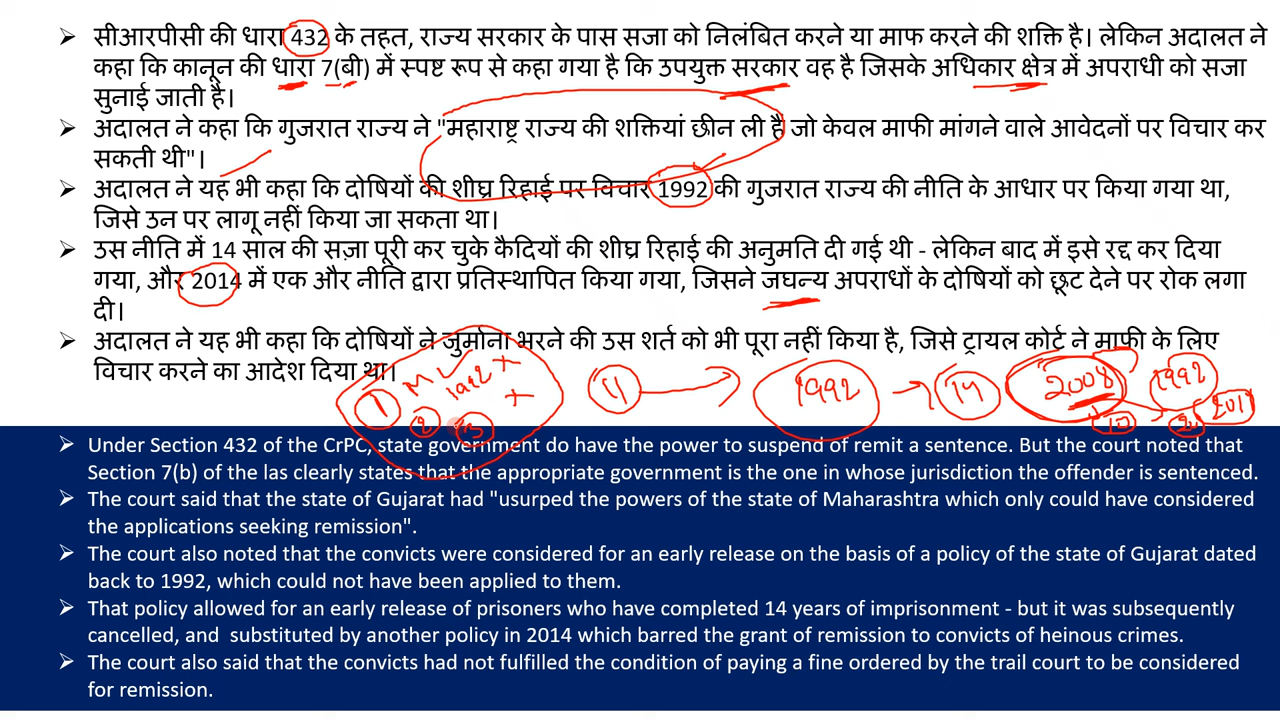 ➢ सीआरपीसी की धारा 432 के तहत, राज्य सरकार के पास सजा को निलंबित करने या माफ करने की शक्ति है। लेकिन अदालत ने
कहा कि कानून की धारा 7(बी) में स्पष्ट रूप से कहा गया है कि उपयुक्त सरकार वह है जिसके अधिकार क्षेत्र में अपराधी को सजा
सुनाई जाती है।
➢ अदालत ने कहा कि गुजरात राज्य ने "महाराष्ट्र राज्य की शक्तियां छीन ली है जो केवल माफी मांगने वाले आवेदनों पर विचार कर
सकती थी"।
➢ अदालत ने यह भी कहा कि दोषियों की शीघ्र रिहाई पर विचार 1992 की गुजरात राज्य की नीति के आधार पर किया गया था,
जिसे उन पर लागू नहीं किया जा सकता था।
➢ उस नीति में 14 साल की सज़ा पूरी कर चुके कैदियों की शीघ्र रिहाई की अनुमति दी गई थी - लेकिन बाद में इसे रद्द कर दिया
गया, और 2014 में एक और नीति द्वारा प्रतिस्थापित किया गया, जिसने जघन्य अपराधों के दोषियों को छूट देने पर रोक लगा
दी।
➢ अदालत ने यह भी कहा कि दोषियों ने जुर्माना भरने की उस शर्त को भी पूरा नहीं किया है, जिसे ट्रायल कोर्ट ने माफी के लिए
विचार करने का आदेश दिया था।
① M 1992 ② ③ 11 1992 14 2008 1992
➢ Under Section 432 of the CrPC, state government do have the power to suspend of remit a sentence. But the court noted that
Section 7(b) of the las clearly states that the appropriate government is the one in whose jurisdiction the offender is sentenced.
➢ The court said that the state of Gujarat had "usurped the powers of the state of Maharashtra which only could have considered
the applications seeking remission".
➢ The court also noted that the convicts were considered for an early release on the basis of a policy of the state of Gujarat dated
back to 1992, which could not have been applied to them.
➢ That policy allowed for an early release of prisoners who have completed 14 years of imprisonment - but it was subsequently
cancelled, and substituted by another policy in 2014 which barred the grant of remission to convicts of heinous crimes.
➢ The court also said that the convicts had not fulfilled the condition of paying a fine ordered by the trail court to be considered
for remission.